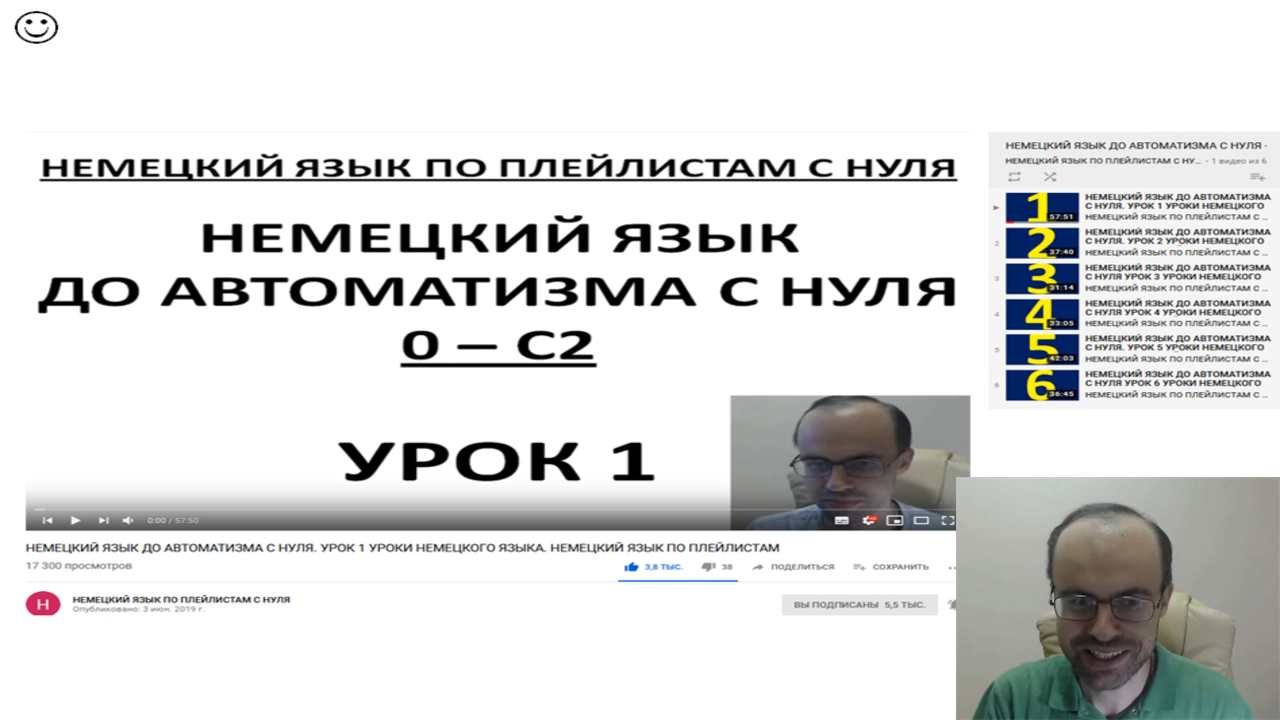 НЕМЕЦКИЙ ЯЗЫК ПО ПЛЕЙЛИСТАМ С НУЛЯ
НЕМЕЦКИЙ ЯЗЫК
ДО АВТОМАТИЗМА С НУЛЯ
0 – C2
УРОК 1
0:00 / 57:50
НЕМЕЦКИЙ ЯЗЫК ДО АВТОМАТИЗМА С НУЛЯ. УРОК 1 УРОКИ НЕМЕЦКОГО ЯЗЫКА. НЕМЕЦКИЙ ЯЗЫК ПО ПЛЕЙЛИСТАМ
17 300 просмотров
3,8 ТЫС. 38 ПОДЕЛИТЬСЯ СОХРАНИТЬ
Н
НЕМЕЦКИЙ ЯЗЫК ПО ПЛЕЙЛИСТАМ С НУЛЯ
Опубликовано: 3 июн. 2019 г.
ВЫ ПОДПИСАНЫ 5,5 ТЫС.
НЕМЕЦКИЙ ЯЗЫК ДО АВТОМАТИЗМА С НУЛЯ -
НЕМЕЦКИЙ ЯЗЫК ПО ПЛЕЙЛИСТАМ С НУ... - 1 видео из 6
1 57:51
НЕМЕЦКИЙ ЯЗЫК ДО АВТОМАТИЗМА
С НУЛЯ. УРОК 1 УРОКИ НЕМЕЦКОГО
НЕМЕЦКИЙ ЯЗЫК ПО ПЛЕЙЛИСТАМ С ...
2 2 37:40
НЕМЕЦКИЙ ЯЗЫК ДО АВТОМАТИЗМА
С НУЛЯ. УРОК 2 УРОКИ НЕМЕЦКОГО
НЕМЕЦКИЙ ЯЗЫК ПО ПЛЕЙЛИСТАМ С ...
3 3 31:14
НЕМЕЦКИЙ ЯЗЫК ДО АВТОМАТИЗМА
С НУЛЯ УРОК 3 УРОКИ НЕМЕЦКОГО
НЕМЕЦКИЙ ЯЗЫК ПО ПЛЕЙЛИСТАМ С ...
4 4 33:05
НЕМЕЦКИЙ ЯЗЫК ДО АВТОМАТИЗМА
С НУЛЯ УРОК 4 УРОКИ НЕМЕЦКОГО
НЕМЕЦКИЙ ЯЗЫК ПО ПЛЕЙЛИСТАМ С ...
5 5 42:03
НЕМЕЦКИЙ ЯЗЫК ДО АВТОМАТИЗМА
С НУЛЯ. УРОК 5 УРОКИ НЕМЕЦКОГО
НЕМЕЦКИЙ ЯЗЫК ПО ПЛЕЙЛИСТАМ С ...
6 6 36:45
НЕМЕЦКИЙ ЯЗЫК ДО АВТОМАТИЗМА
С НУЛЯ УРОК 6 УРОКИ НЕМЕЦКОГО
НЕМЕЦКИЙ ЯЗЫК ПО ПЛЕЙЛИСТАМ С ...